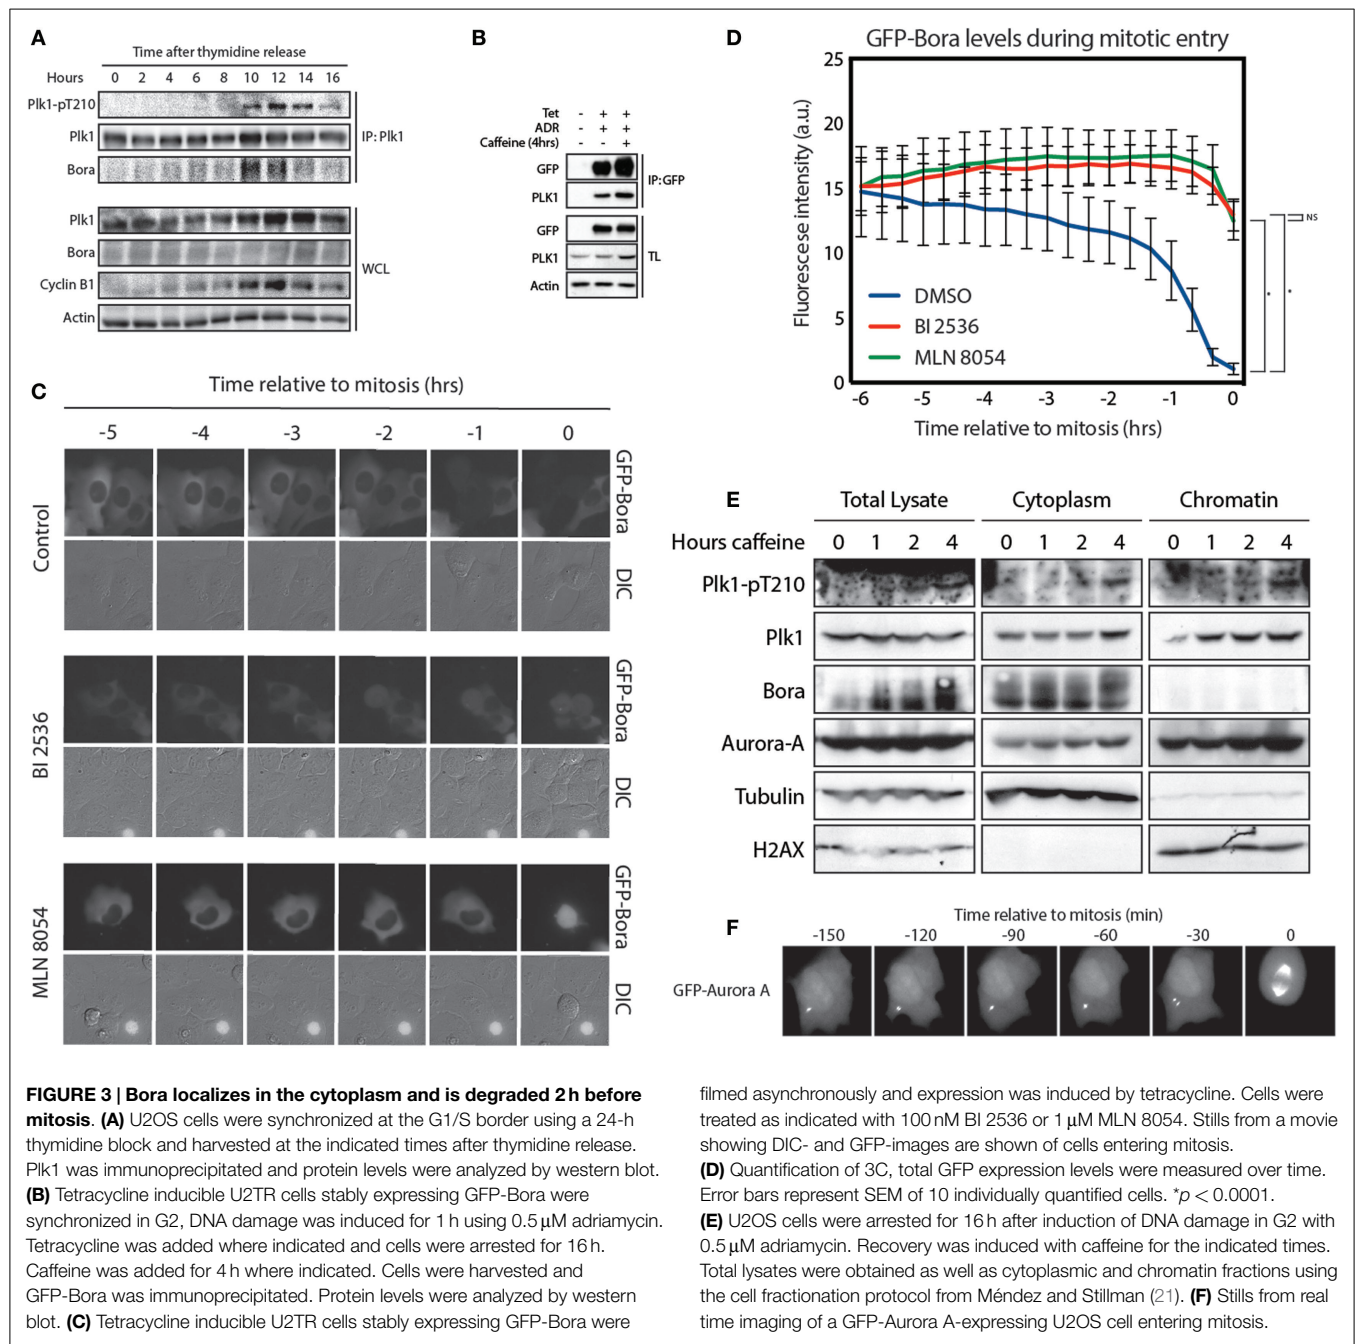 A
Time after thymidine release
Hours 0 2 4 6 8 10 12 14 16
Plk1-pT210
Plk1
Bora
IP: Plk1
Plk1
Bora
Cyclin B1
Actin
WCL
B
Tet - + +
ADR - + +
Caffeine (4hrs) - - +
GFP
PLK1
IP:GFP
GFP
PLK1
Actin
TL
C
Time relative to mitosis (hrs)
-5 -4 -3 -2 -1 0
Control
GFP-Bora
DIC
BI 2536
GFP-Bora
DIC
MLN 8054
GFP-Bora
DIC
D
GFP-Bora levels during mitotic entry
Fluorescese intensity (a.u.)
25
20
15
10
5
0
DMSO
BI 2536
MLN 8054
NS
*
*
-6 -5 -4 -3 -2 -1 0
Time relative to mitosis (hrs)
E
Total Lysate Cytoplasm Chromatin
Hours caffeine 0 1 2 4 0 1 2 4 0 1 2 4
Plk1-pT210
Plk1
Bora
Aurora-A
Tubulin
H2AX
F
Time relative to mitosis (min)
-150 -120 -90 -60 -30 0
GFP-Aurora A
FIGURE 3 | Bora localizes in the cytoplasm and is degraded 2 h before
mitosis. (A) U2OS cells were synchronized at the G1/S border using a 24-h
thymidine block and harvested at the indicated times after thymidine release.
Plk1 was immunoprecipitated and protein levels were analyzed by western blot.
(B) Tetracycline inducible U2TR cells stably expressing GFP-Bora were
synchronized in G2, DNA damage was induced for 1 h using 0.5 μM adriamycin.
Tetracycline was added where indicated and cells were arrested for 16 h.
Caffeine was added for 4 h where indicated. Cells were harvested and
GFP-Bora was immunoprecipitated. Protein levels were analyzed by western
blot. (C) Tetracycline inducible U2TR cells stably expressing GFP-Bora were
filmed asynchronously and expression was induced by tetracycline. Cells were
treated as indicated with 100 nM BI 2536 or 1 μM MLN 8054. Stills from a movie
showing DIC- and GFP-images are shown of cells entering mitosis.
(D) Quantification of 3C, total GFP expression levels were measured over time.
Error bars represent SEM of 10 individually quantified cells. *p < 0.0001.
(E) U2OS cells were arrested for 16 h after induction of DNA damage in G2 with
0.5 μM adriamycin. Recovery was induced with caffeine for the indicated times.
Total lysates were obtained as well as cytoplasmic and chromatin fractions using
the cell fractionation protocol from Méndez and Stillman (21). (F) Stills from real
time imaging of a GFP-Aurora A-expressing U2OS cell entering mitosis.